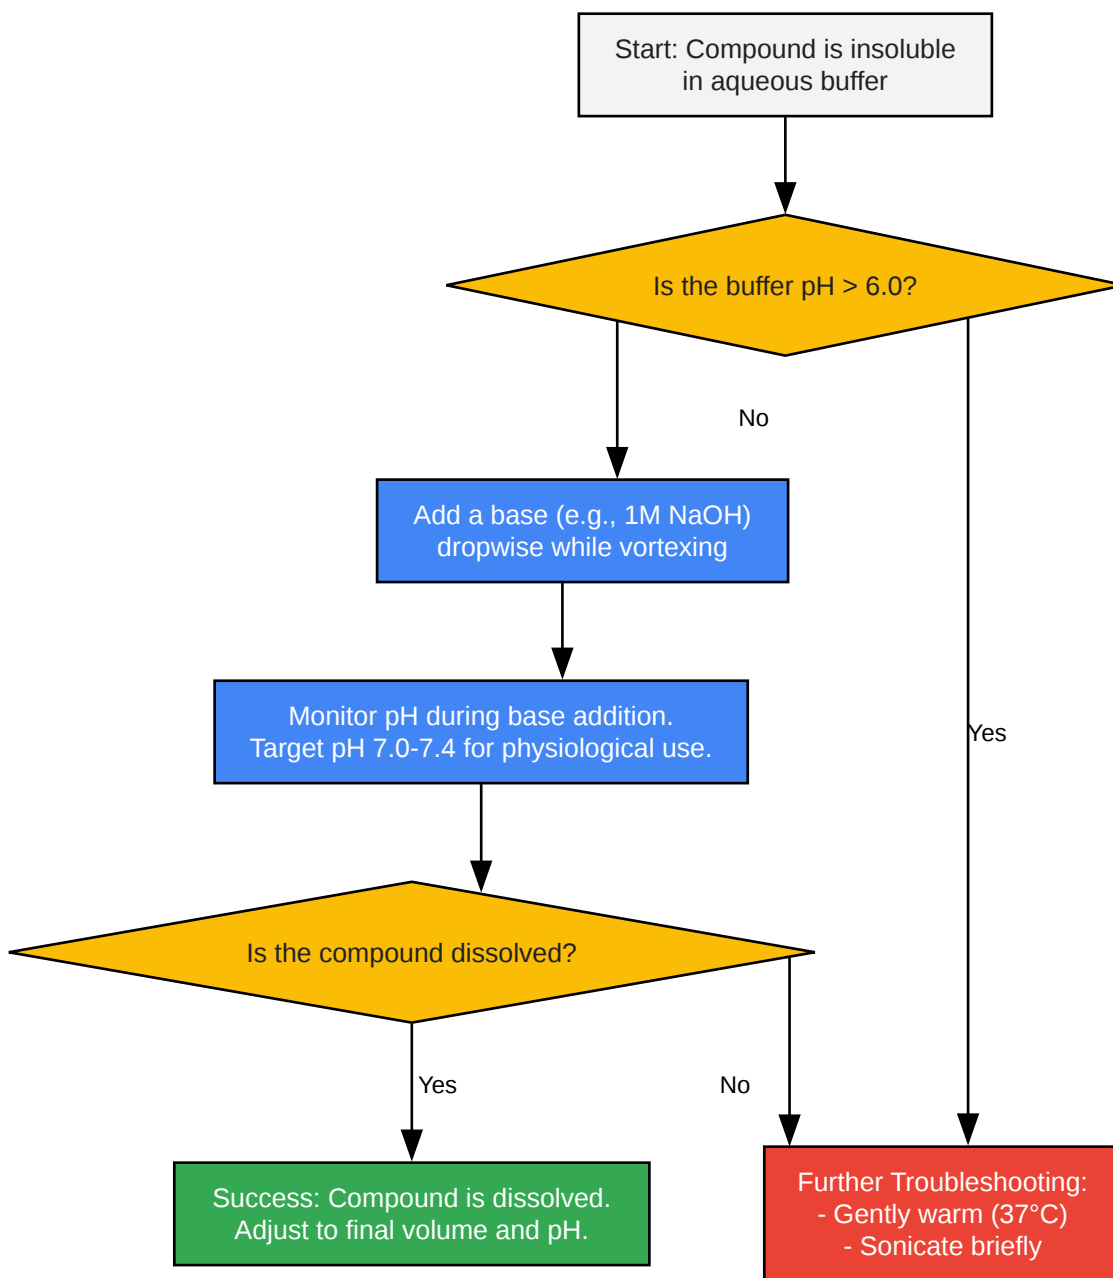 Start: Compound is insoluble
in aqueous buffer
Is the buffer pH > 6.0?
No
Add a base (e.g., 1M NaOH)
dropwise while vortexing
Monitor pH during base addition.
Target pH 7.0-7.4 for physiological use.
Yes
Is the compound dissolved?
Yes
No
Success: Compound is dissolved.
Adjust to final volume and pH.
Further Troubleshooting:
- Gently warm (37°C)
- Sonicate briefly